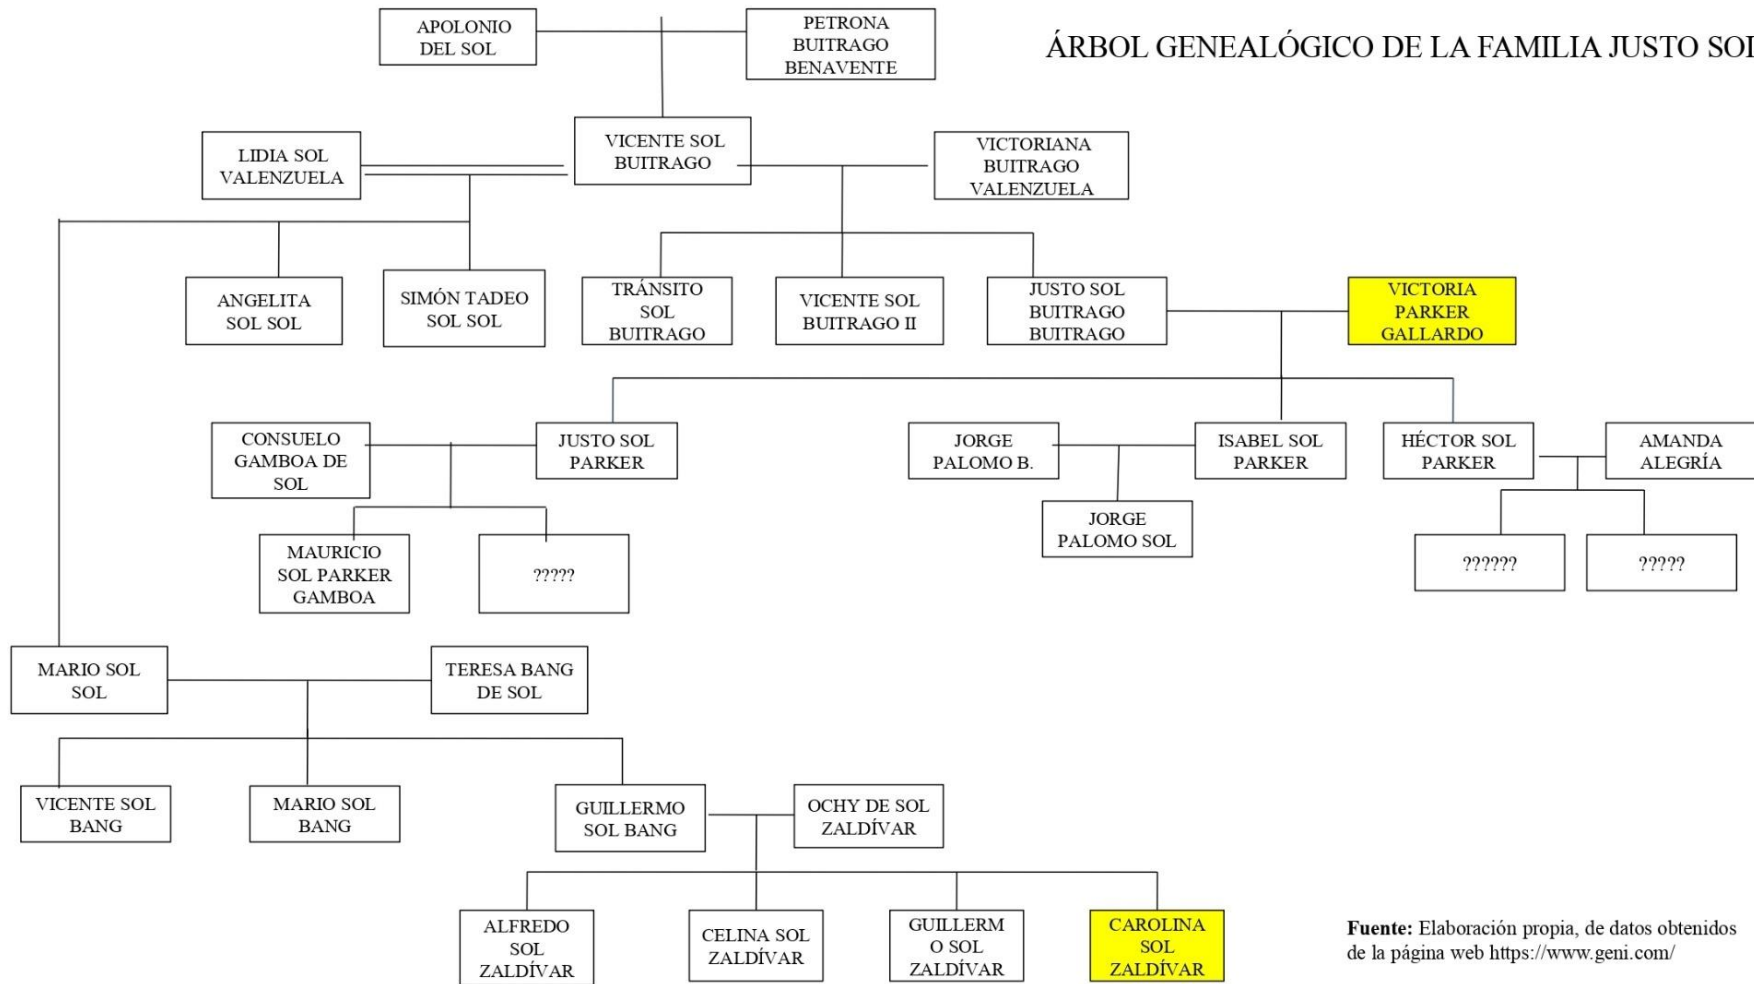 APOLONIO
DEL SOL
PETRONA
BUITRAGO
BENAVENTE
ÁRBOL GENEALÓGICO DE LA FAMILIA JUSTO SOL
LIDIA SOL
VALENZUELA
VICENTE SOL
BUITRAGO
VICTORIANA
BUITRAGO
VALENZUELA
ANGELITA
SOL SOL
SIMÓN TADEO
SOL SOL
TRÁNSITO
SOL
BUITRAGO
VICENTE SOL
BUITRAGO II
JUSTO SOL
BUITRAGO
BUITRAGO
VICTORIA
PARKER
GALLARDO
CONSUELO
GAMBOA DE
SOL
JUSTO SOL
PARKER
JORGE
PALOMO B.
ISABEL SOL
PARKER
HÉCTOR SOL
PARKER
AMANDA
ALEGRÍA
JORGE
PALOMO SOL
MAURICIO
SOL PARKER
GAMBOA
?????
??????
?????
MARIO SOL
SOL
TERESA BANG
DE SOL
VICENTE SOL
BANG
MARIO SOL
BANG
GUILLERMO
SOL BANG
OCHY DE SOL
ZALDÍVAR
ALFREDO
SOL
ZALDÍVAR
CELINA SOL
ZALDÍVAR
GUILLERM
O SOL
ZALDÍVAR
CAROLINA
SOL
ZALDÍVAR
Fuente: Elaboración propia, de datos obtenidos
de la página web https://www.geni.com/